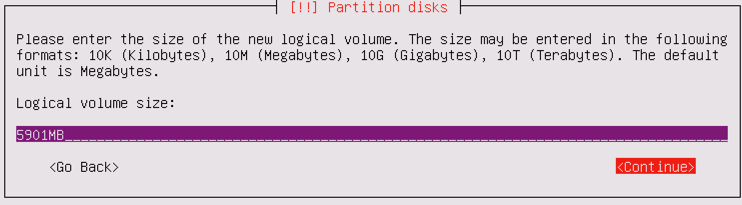 [!!] Partition disks
Please enter the size of the new logical volume. The size may be entered in the following
formats: 10K (Kilobytes), 10M (Megabytes), 10G (Gigabytes), 10T (Terabytes). The default
unit is Megabytes.
Logical volume size:
5901MB
<Go Back> <Continue>